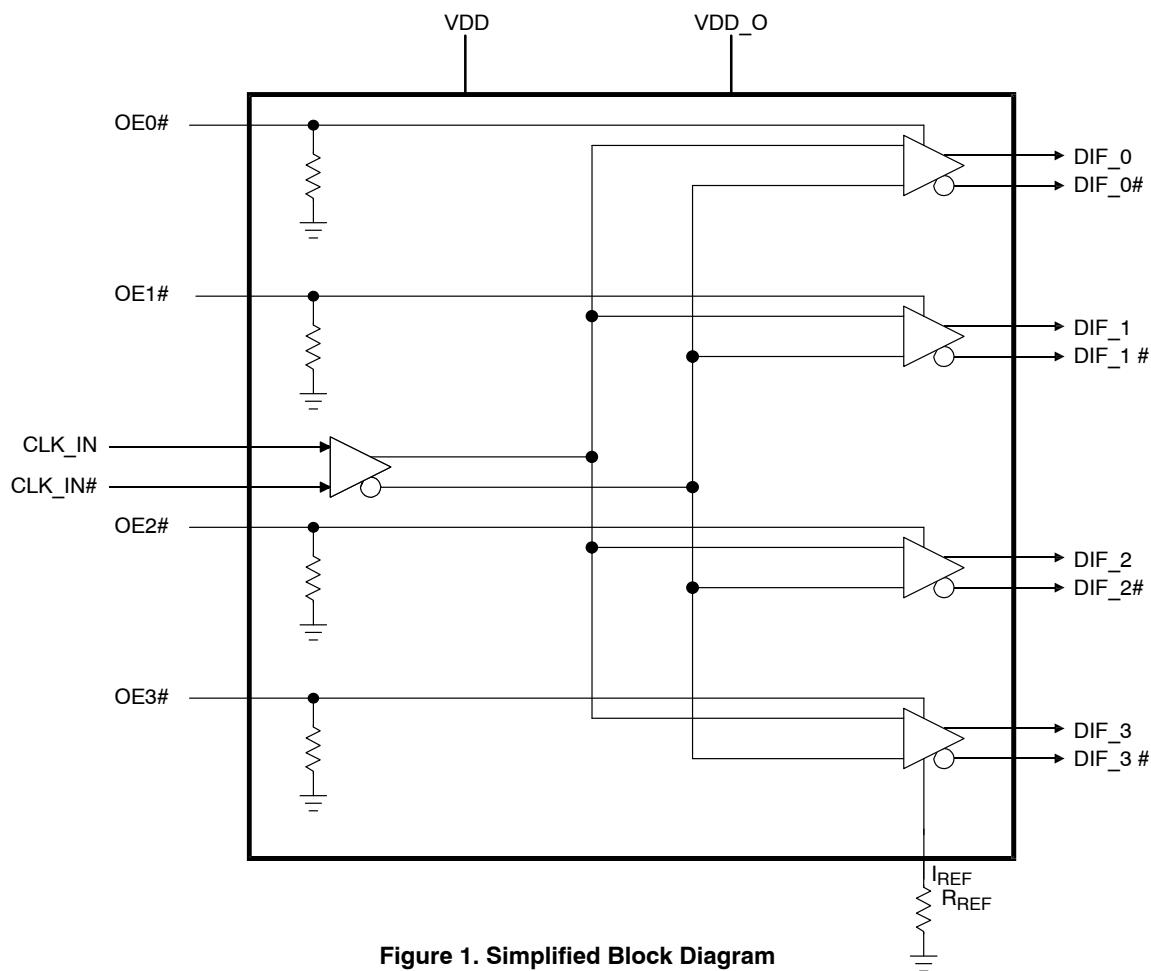 VDD
VDD_O
OE0#
DIF_0
DIF_0#
OE1#
DIF_1
DIF_1 #
CLK_IN
CLK_IN#
OE2#
DIF_2
DIF_2#
OE3#
DIF_3
DIF_3 #
IREF
RREF
Figure 1. Simplified Block Diagram